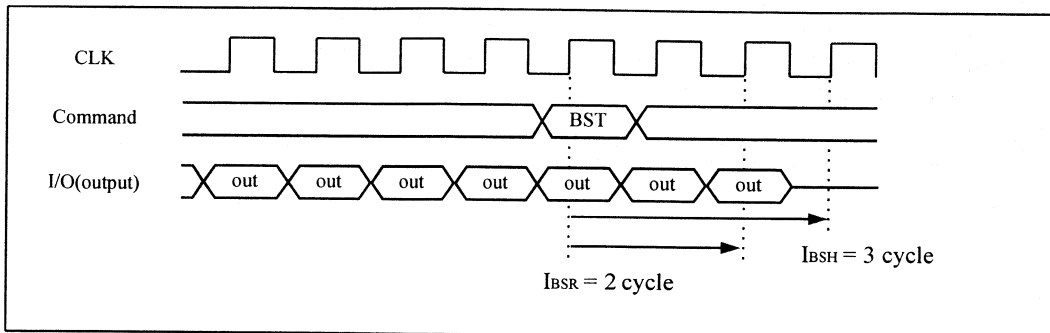 CLK
Command
BST
I/O(output)
out out out out out out out
IBSH = 3 cycle
IBSR = 2 cycle